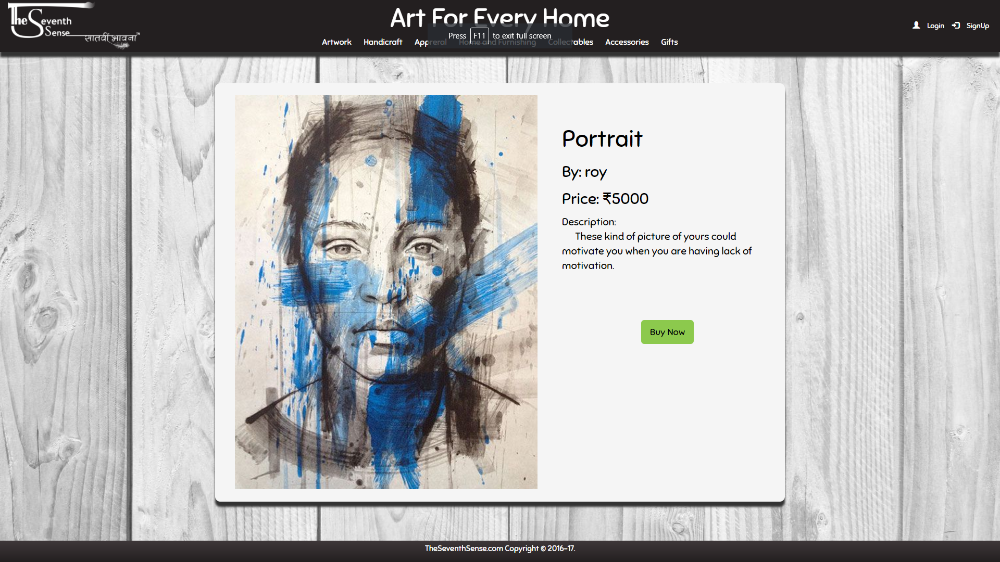 The Seventh
Sense
सातवीं भावना™
Art For Every Home
Press F11 to exit full screen
Artwork Handicraft Appreral Home and Furnishing Collectables Accessories Gifts
Login SignUp
Portrait
By: roy
Price: ₹5000
Description:
These kind of picture of yours could
motivate you when you are having lack of
motivation.
Buy Now
TheSeventhSense.com Copyright © 2016-17.